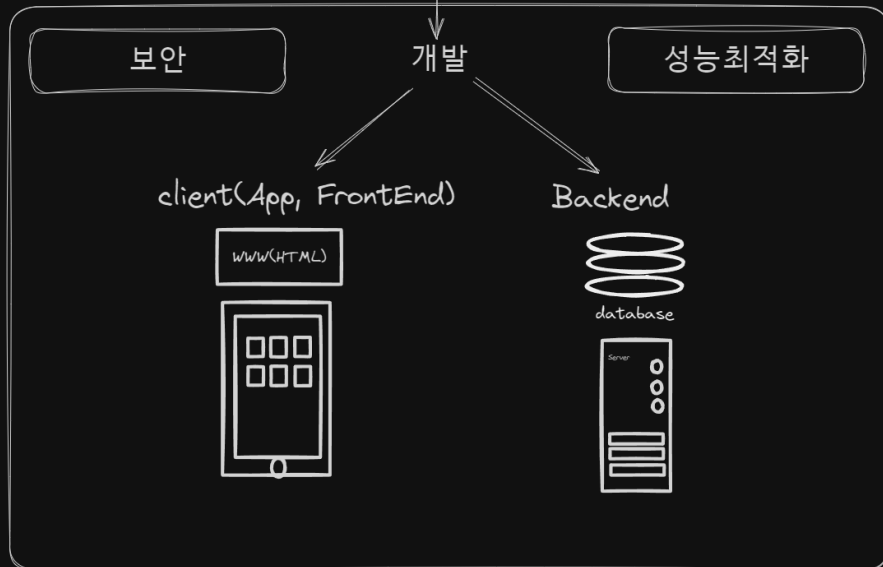 보안
개발
성능최적화
client(App, FrontEnd)
Backend
WWW(HTML)
database
Server